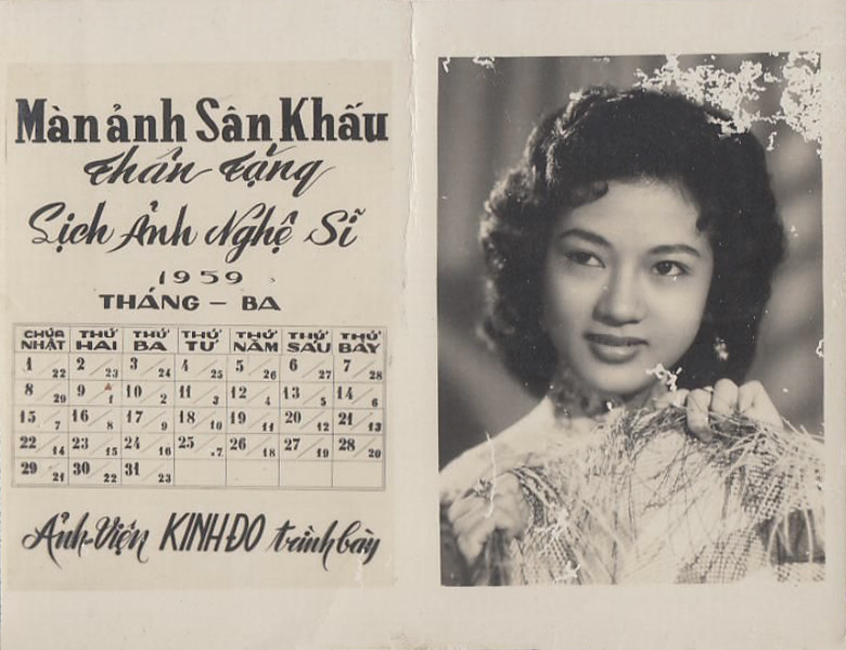 Màn ảnh Sân Khấu
thân tặng
Lịch Ảnh Nghệ Sĩ
1959
THÁNG - BA
CHÚA NHẬT THỨ HAI THỨ BA THỨ TƯ THỨ NĂM THỨ SÁU THỨ BẢY
1/22 2/23 3/24 4/25 5/26 6/27 7/28
8/29 9/1 10/2 11/3 12/4 13/5 14/6
15/7 16/8 17/9 18/10 19/11 20/12 21/13
22/14 23/15 24/16 25/17 26/18 27/19 28/20
29/21 30/22 31/23
Ảnh-Viện KINH ĐO trình bày